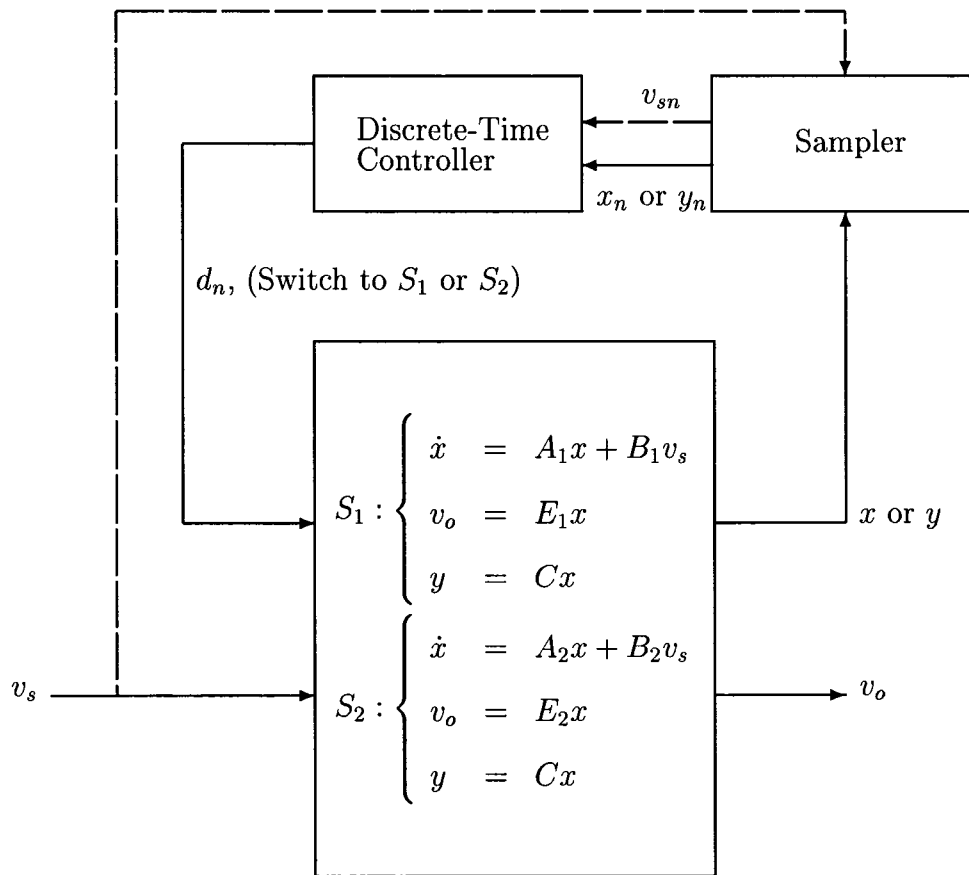 v_{sn}
Discrete-Time
Controller
Sampler
x_n or y_n
d_n, (Switch to S_1 or S_2)
S_1 : { ẋ = A_1x + B_1v_s
v_o = E_1x
y = Cx
x or y
S_2 : { ẋ = A_2x + B_2v_s
v_o = E_2x
y = Cx
v_s
v_o